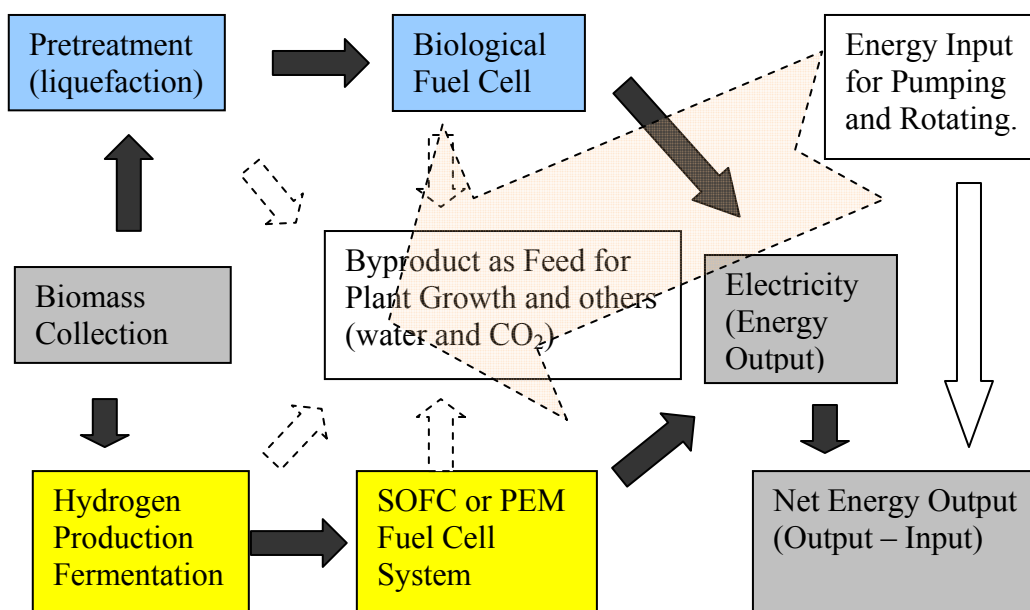 Pretreatment
(liquefaction)
Biological
Fuel Cell
Energy Input
for Pumping
and Rotating.
Biomass
Collection
Byproduct as Feed for
Plant Growth and others
(water and CO₂)
Electricity
(Energy
Output)
Hydrogen
Production
Fermentation
SOFC or PEM
Fuel Cell
System
Net Energy Output
(Output – Input)